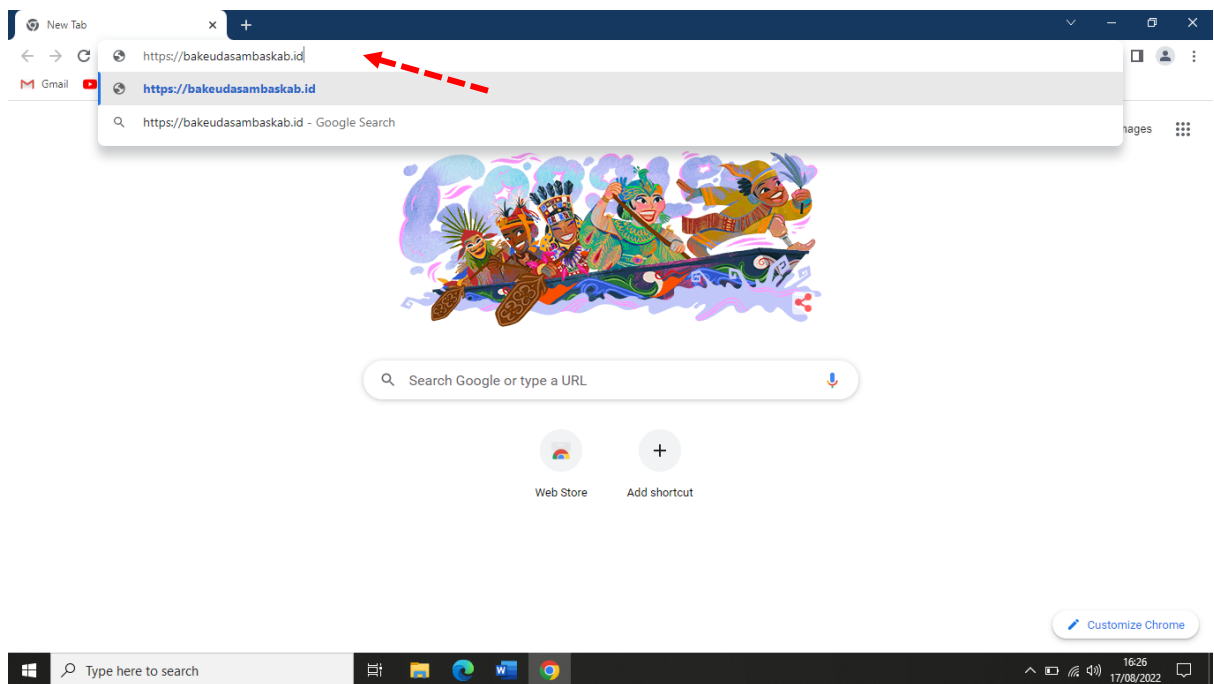 New Tab
https://bakeudasambaskab.id
Gmail
https://bakeudasambaskab.id
https://bakeudasambaskab.id - Google Search
Search Google or type a URL
Web Store
Add shortcut
Customize Chrome
Type here to search
16:26
17/08/2022